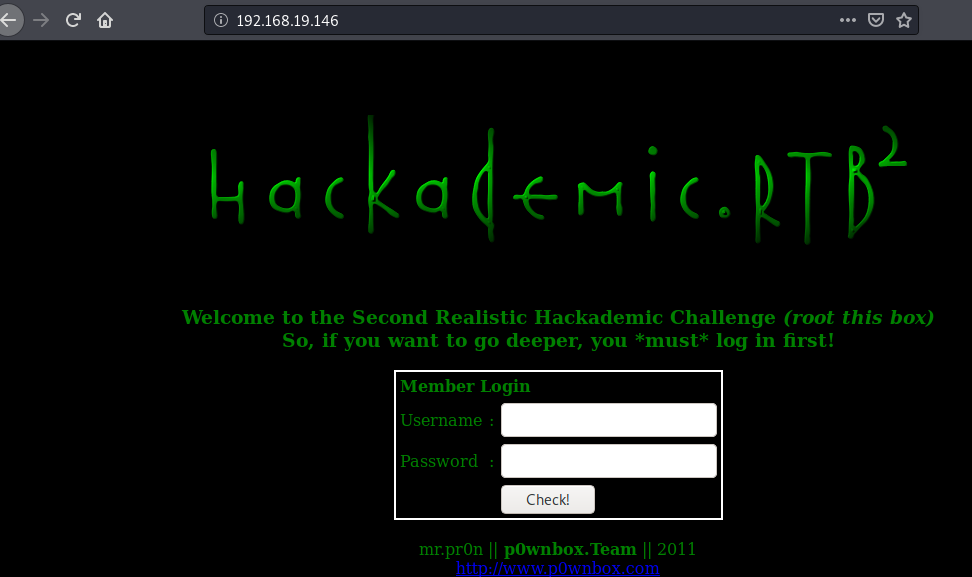 192.168.19.146
hackademic.RTB2
Welcome to the Second Realistic Hackademic Challenge (root this box)
So, if you want to go deeper, you *must* log in first!
Member Login
Username :
Password :
Check!
mr.pr0n || p0wnbox.Team || 2011
http://www.p0wnbox.com